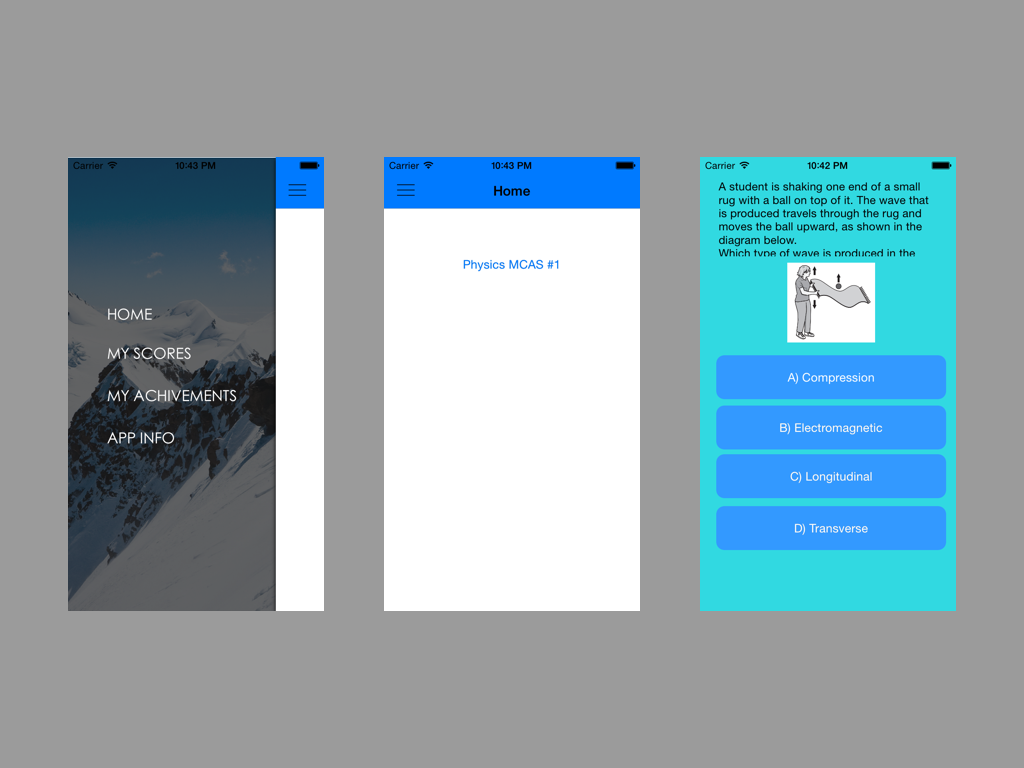 Carrier 10:43 PM
HOME
MY SCORES
MY ACHIVEMENTS
APP INFO
Carrier 10:43 PM
Home
Physics MCAS #1
Carrier 10:42 PM
A student is shaking one end of a small
rug with a ball on top of it. The wave that
is produced travels through the rug and
moves the ball upward, as shown in the
diagram below.
Which type of wave is produced in the
A) Compression
B) Electromagnetic
C) Longitudinal
D) Transverse